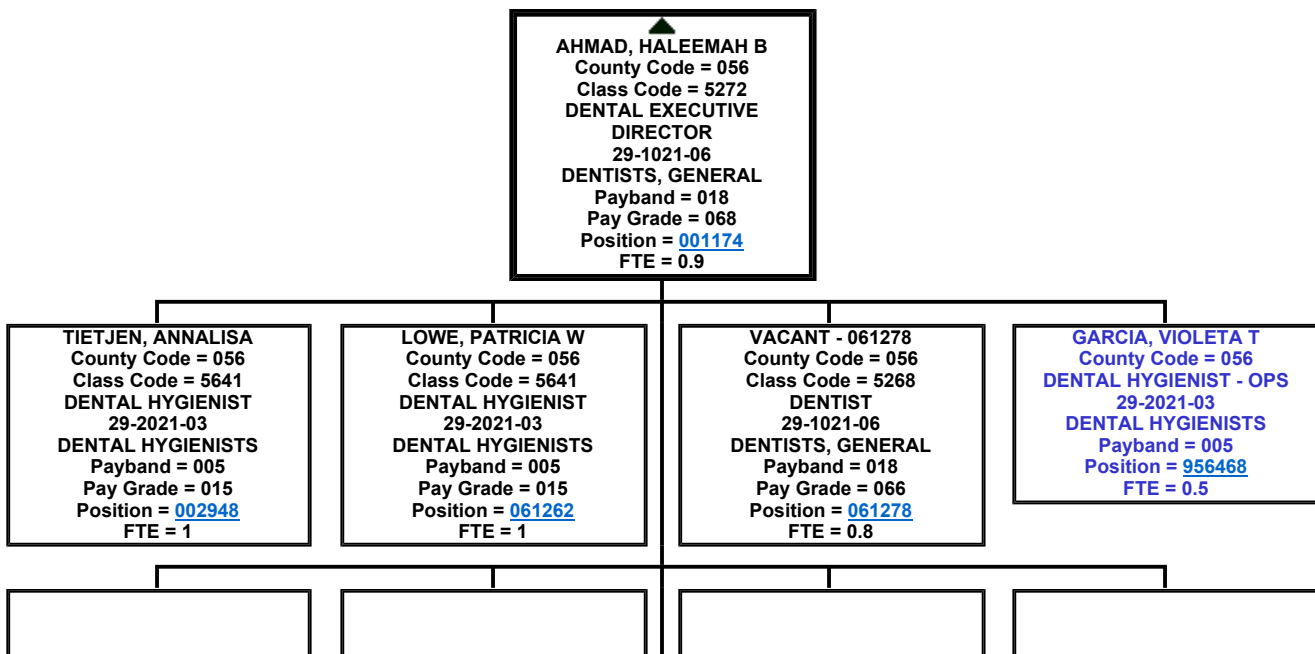 AHMAD, HALEEMAH B
County Code = 056
Class Code = 5272
DENTAL EXECUTIVE
DIRECTOR
29-1021-06
DENTISTS, GENERAL
Payband = 018
Pay Grade = 068
Position = 001174
FTE = 0.9
TIETJEN, ANNALISA
County Code = 056
Class Code = 5641
DENTAL HYGIENIST
29-2021-03
DENTAL HYGIENISTS
Payband = 005
Pay Grade = 015
Position = 002948
FTE = 1
LOWE, PATRICIA W
County Code = 056
Class Code = 5641
DENTAL HYGIENIST
29-2021-03
DENTAL HYGIENISTS
Payband = 005
Pay Grade = 015
Position = 061262
FTE = 1
VACANT - 061278
County Code = 056
Class Code = 5268
DENTIST
29-1021-06
DENTISTS, GENERAL
Payband = 018
Pay Grade = 066
Position = 061278
FTE = 0.8
GARCIA, VIOLETA T
County Code = 056
DENTAL HYGIENIST - OPS
29-2021-03
DENTAL HYGIENISTS
Payband = 005
Position = 956468
FTE = 0.5